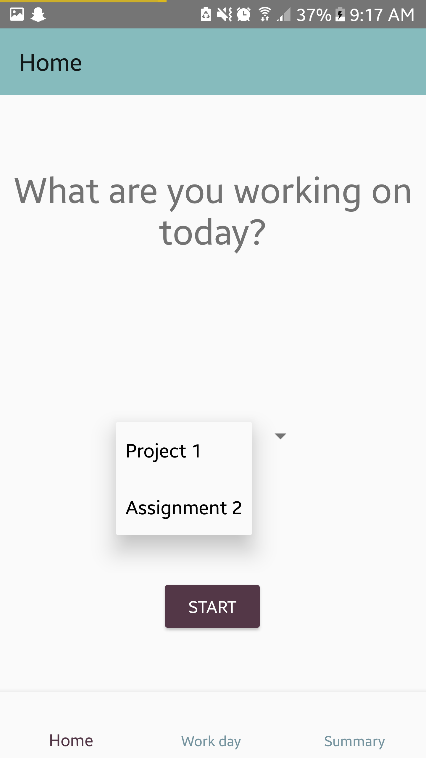 37% 9:17 AM
Home
What are you working on
today?
Project 1
Assignment 2
START
Home Work day Summary